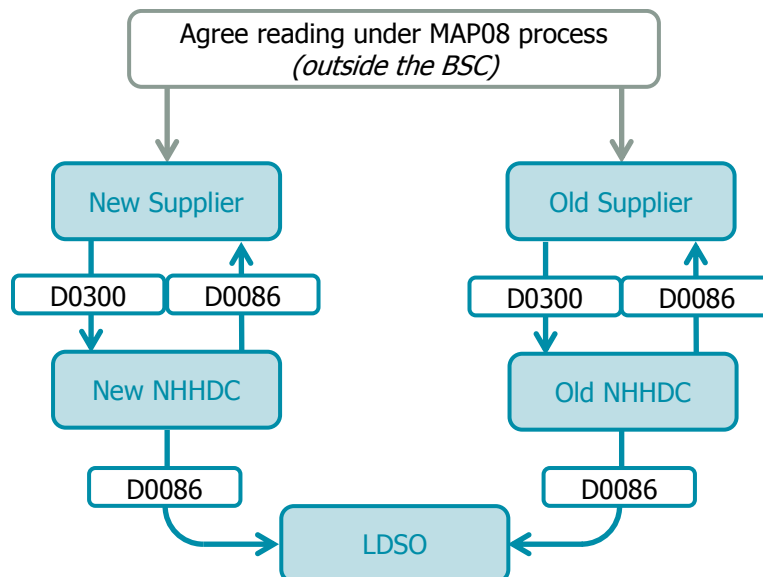 Agree reading under MAP08 process
(outside the BSC)
New Supplier
Old Supplier
D0300
D0086
D0300
D0086
New NHHDC
Old NHHDC
D0086
D0086
LDSO